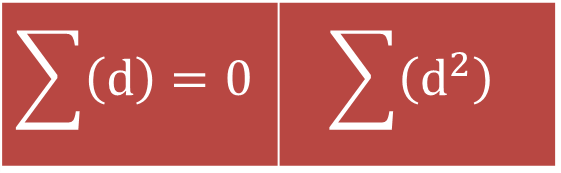 ∑(d) = 0
∑(d²)